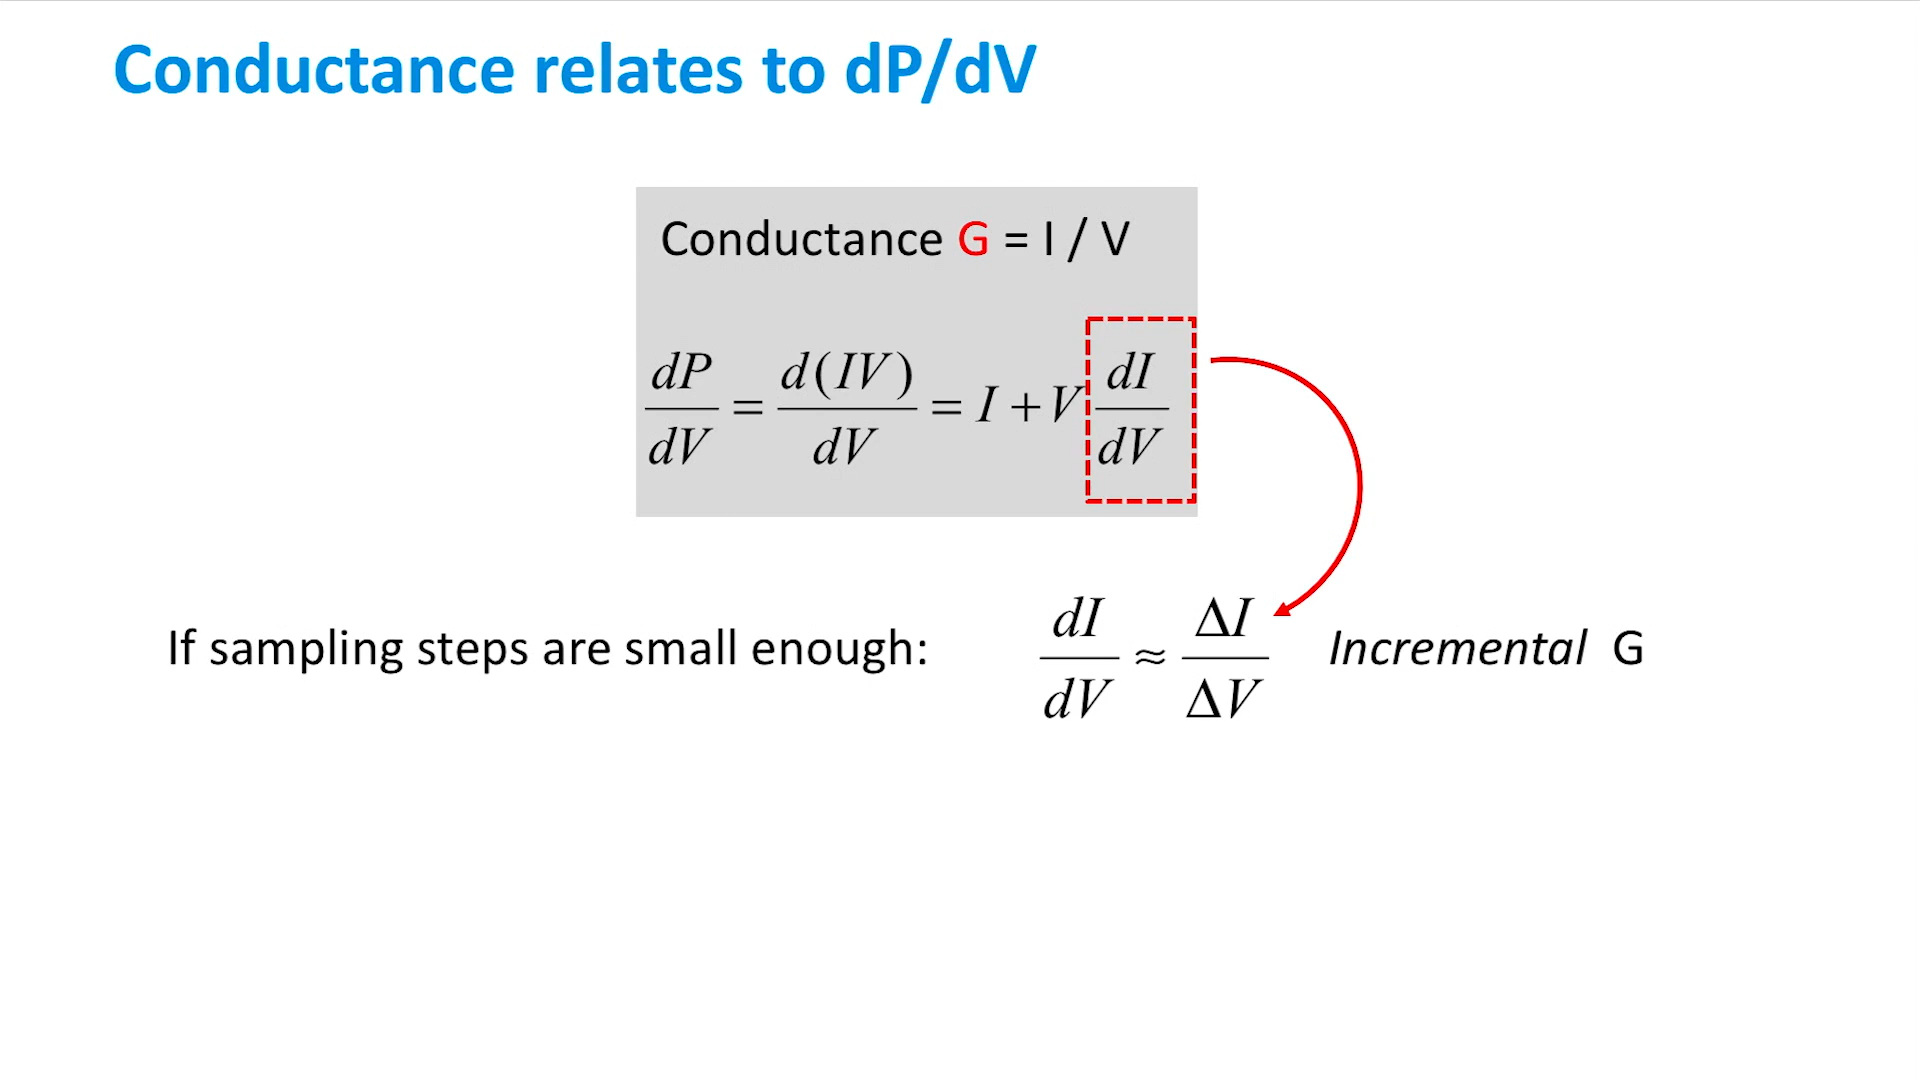 Conductance relates to dP/dV
Conductance G = I / V
dP/dV = d(IV)/dV = I + V dI/dV
If sampling steps are small enough: dI/dV ≈ ΔI/ΔV Incremental G